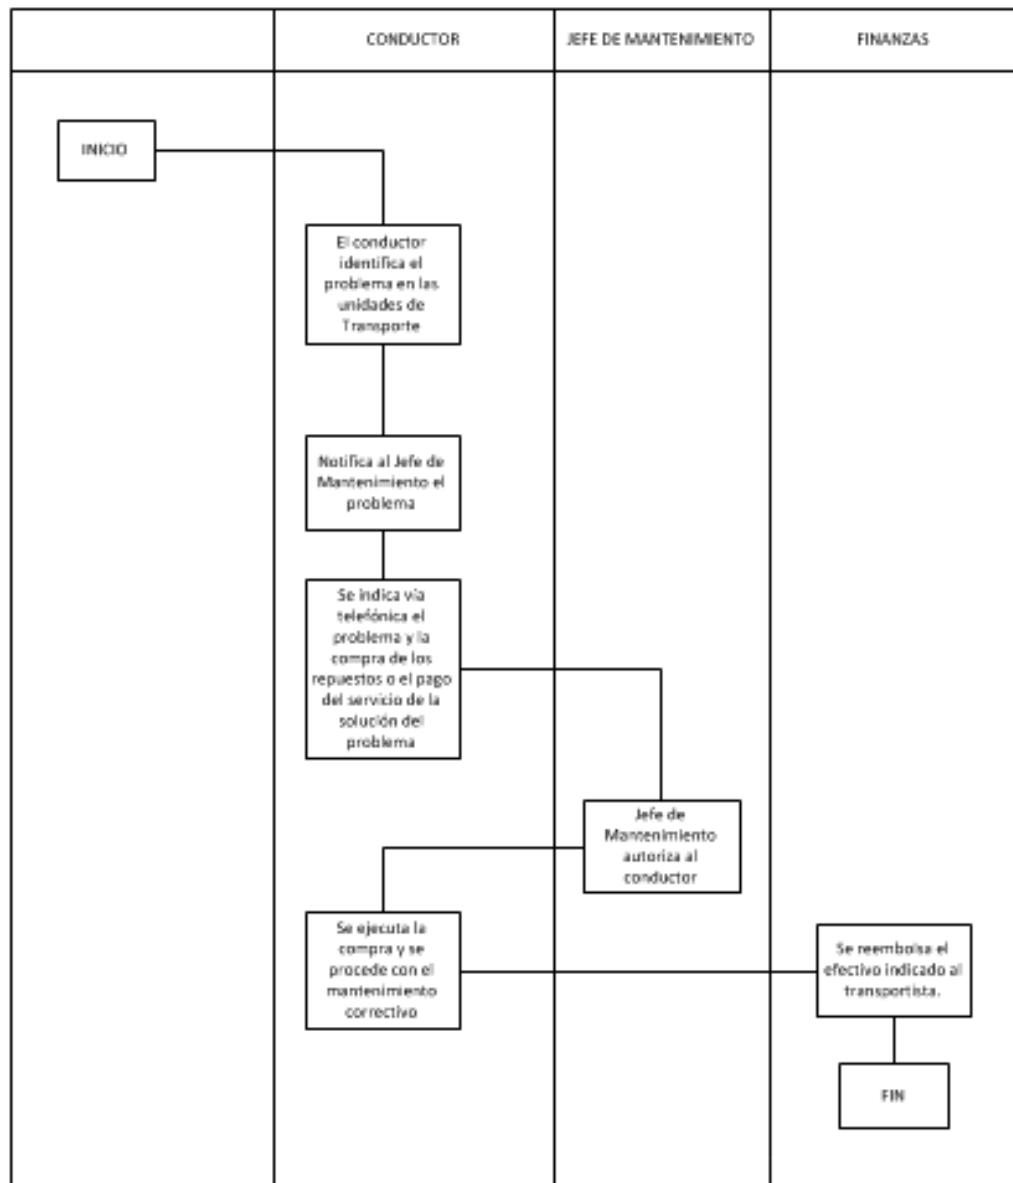 CONDUCTOR
JEFE DE MANTENIMIENTO
FINANZAS
INICIO
El conductor
identifica el
problema en las
unidades de
Transporte
Notifica al Jefe de
Mantenimiento el
problema
Se indica vía
telefónica el
problema y la
compra de los
repuestos o el pago
del servicio de la
solución del
problema
Jefe de
Mantenimiento
autoriza al
conductor
Se ejecuta la
compra y se
procede con el
mantenimiento
correctivo
Se reembolsa el
efectivo indicado al
transportista.
FIN